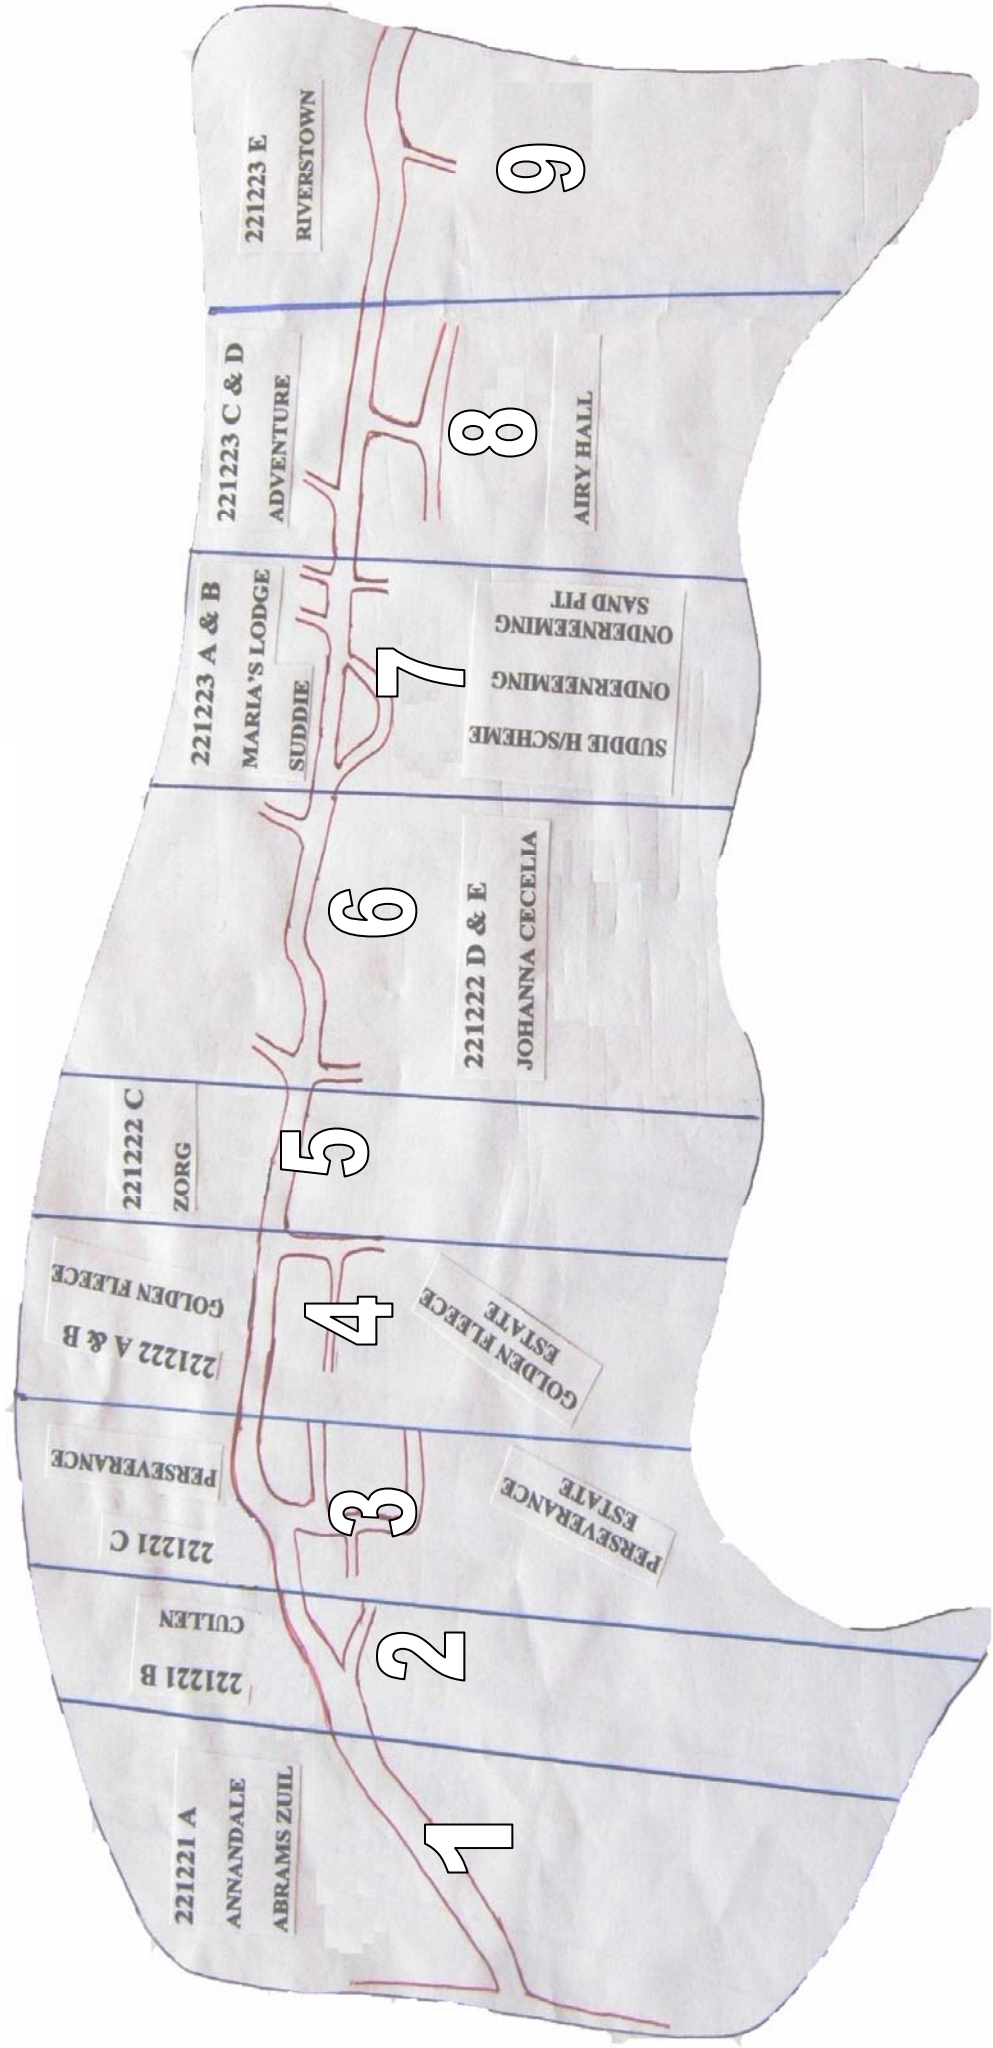 221221 A
ANNANDALE
ABRAMS ZUIL
1
221221 B
CULLEN
2
221221 C
PERSEVERANCE
3
PERSEVERANCE
ESTATE
221222 A & B
GOLDEN FLEECE
4
GOLDEN FLEECE
ESTATE
221222 C
ZORG
5
6
221222 D & E
JOHANNA CECELIA
221223 A & B
MARIA'S LODGE
SUDDIE
7
SUDDIE H/SCHEME
ONDERNEEMING
ONDERNEEMING
SAND PIT
221223 C & D
ADVENTURE
8
AIRY HALL
221223 E
RIVERSTOWN
9